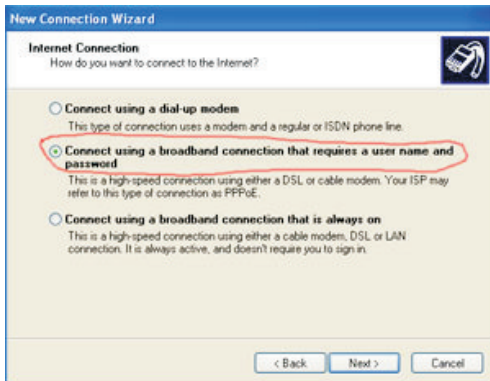 New Connection Wizard
Internet Connection
How do you want to connect to the Internet?
Connect using a dial-up modem
This type of connection uses a modem and a regular or ISDN phone line.
Connect using a broadband connection that requires a user name and
password
This is a high-speed connection using either a DSL or cable modem. Your ISP may
refer to this type of connection as PPPoE.
Connect using a broadband connection that is always on
This is a high-speed connection using either a cable modem, DSL or LAN
connection. It is always active, and doesn't require you to sign in.
< Back
Next >
Cancel